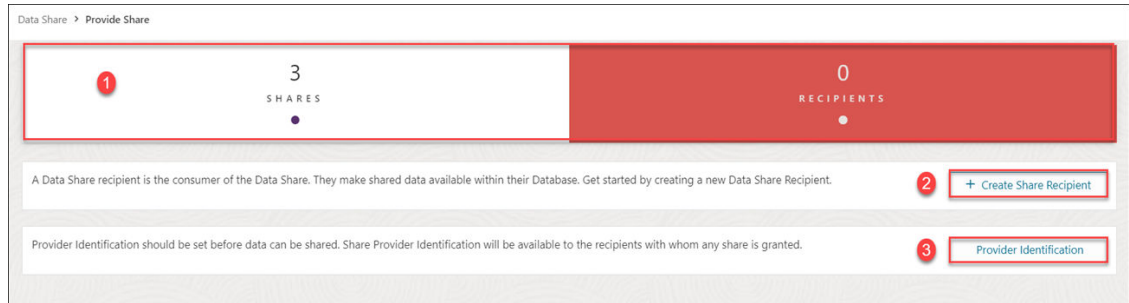 Data Share > Provide Share
1
3
SHARES
0
RECIPIENTS
A Data Share recipient is the consumer of the Data Share. They make shared data available within their Database. Get started by creating a new Data Share Recipient.
2
+ Create Share Recipient
Provider Identification should be set before data can be shared. Share Provider Identification will be available to the recipients with whom any share is granted.
3
Provider Identification